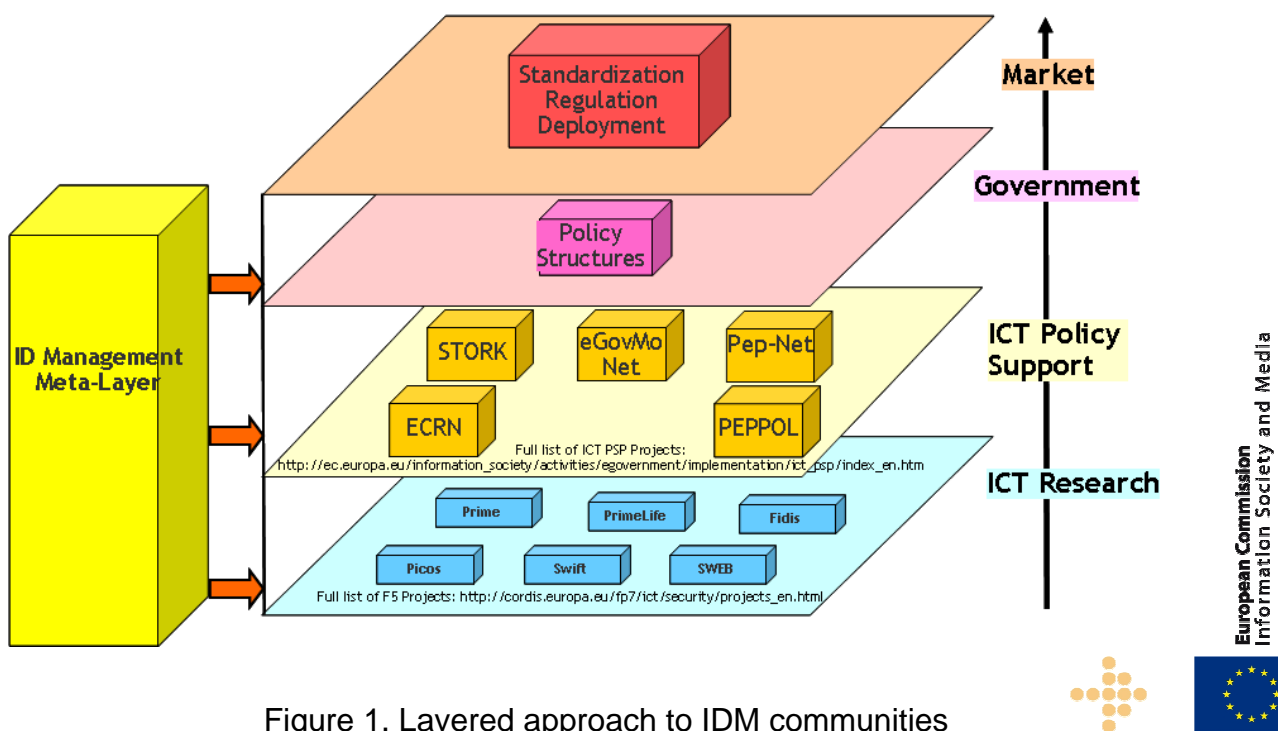 Standardization
Regulation
Deployment
Market
Government
Policy
Structures
ID Management
Meta-Layer
STORK
eGovMo
Net
Pep-Net
ICT Policy
Support
ECRN
PEPPOL
Full list of ICT PSP Projects:
http://ec.europa.eu/information_society/activities/egovernment/implementation/ict_psp/index_en.htm
ICT Research
Prime
PrimeLife
Fidis
Picos
Swift
SWEB
Full list of F5 Projects: http://cordis.europa.eu/fp7/ict/security/projects_en.html
European Commission
Information Society and Media
Figure 1. Layered approach to IDM communities